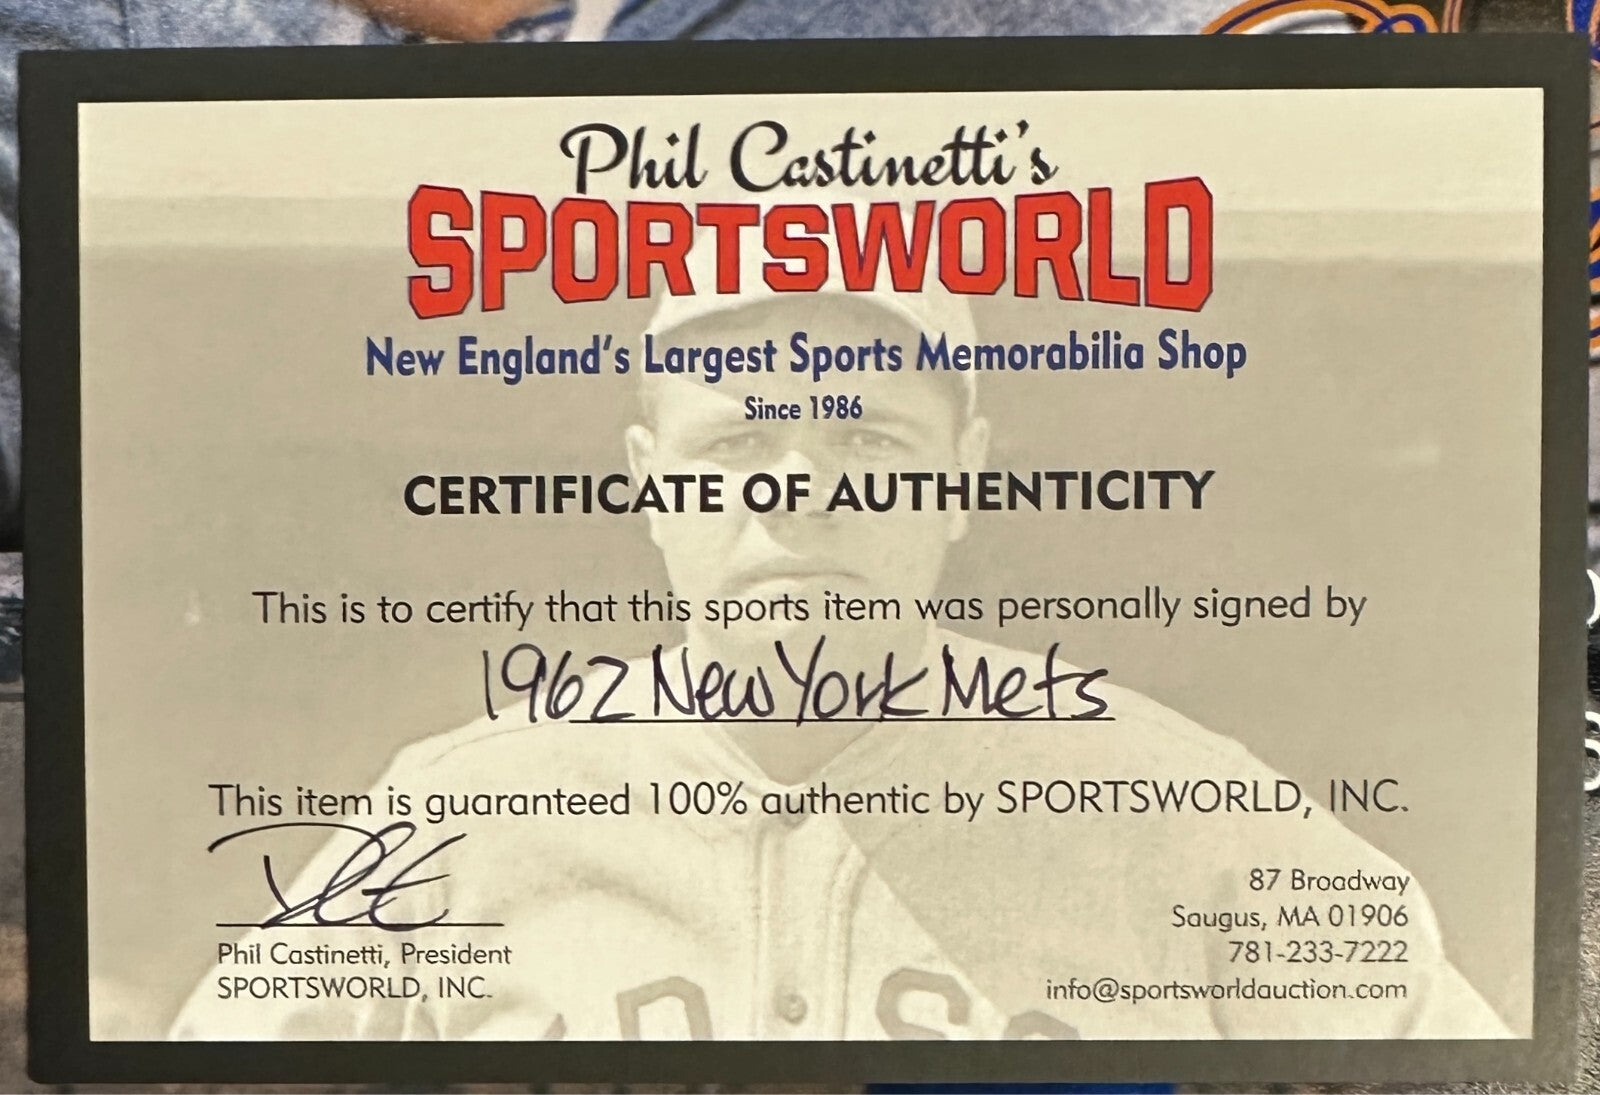 Phil Castinetti's
SPORTSWORLD
New England's Largest Sports Memorabilia Shop
Since 1986
CERTIFICATE OF AUTHENTICITY
This is to certify that this sports item was personally signed by
1962 New York Mets
This item is guaranteed 100% authentic by SPORTSWORLD, INC.
Phil Castinetti, President
SPORTSWORLD, INC.
87 Broadway
Saugus, MA 01906
781-233-7222
info@sportsworldauction.com